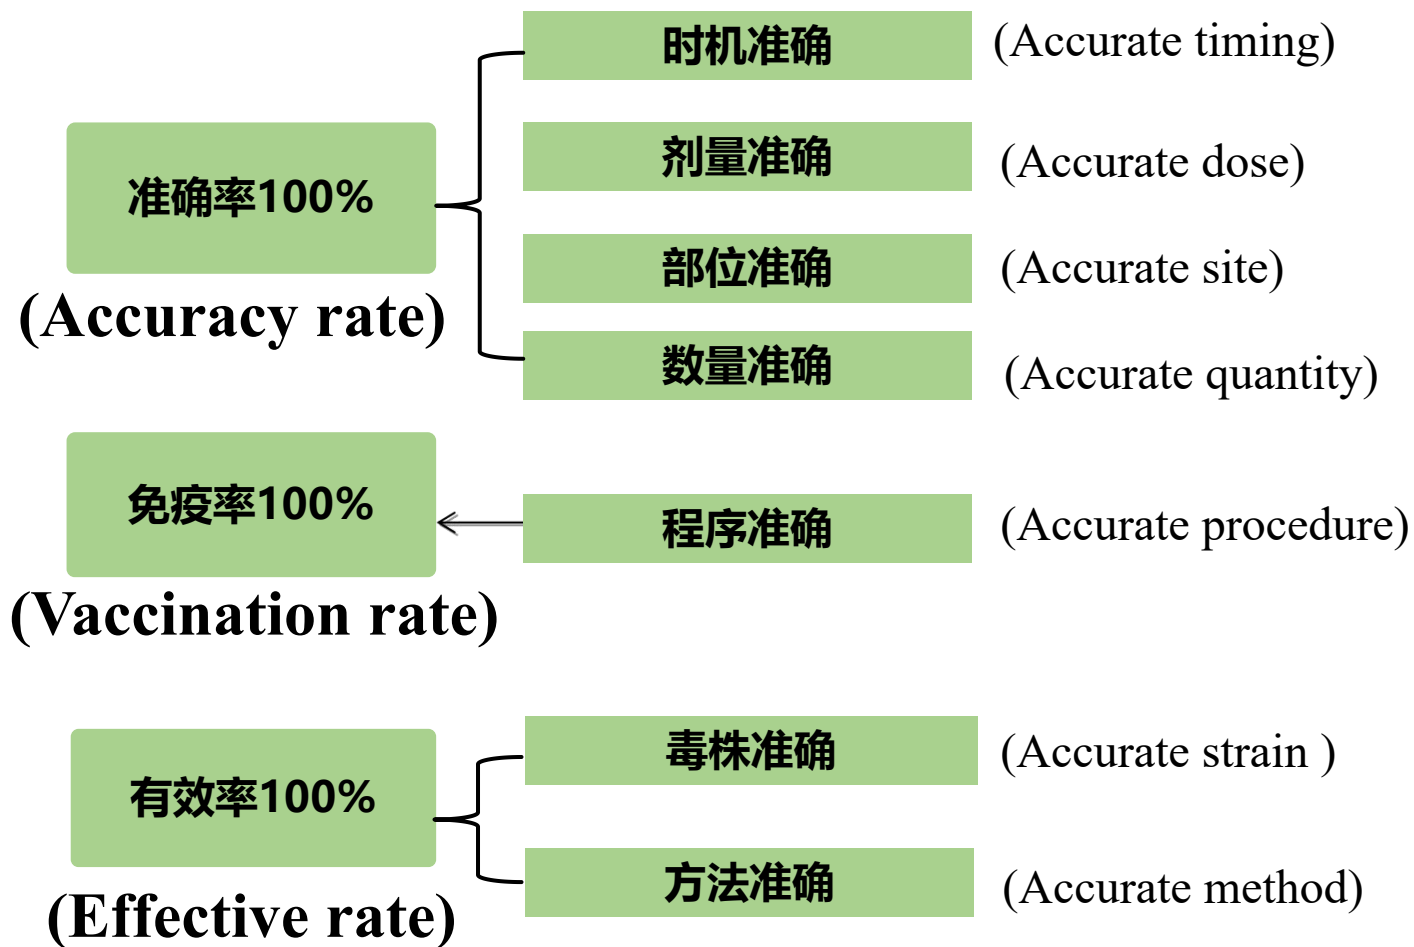 时机准确 (Accurate timing)
剂量准确 (Accurate dose)
准确率100%
部位准确 (Accurate site)
(Accuracy rate)
数量准确 (Accurate quantity)
免疫率100%
程序准确 (Accurate procedure)
(Vaccination rate)
毒株准确 (Accurate strain )
有效率100%
方法准确 (Accurate method)
(Effective rate)